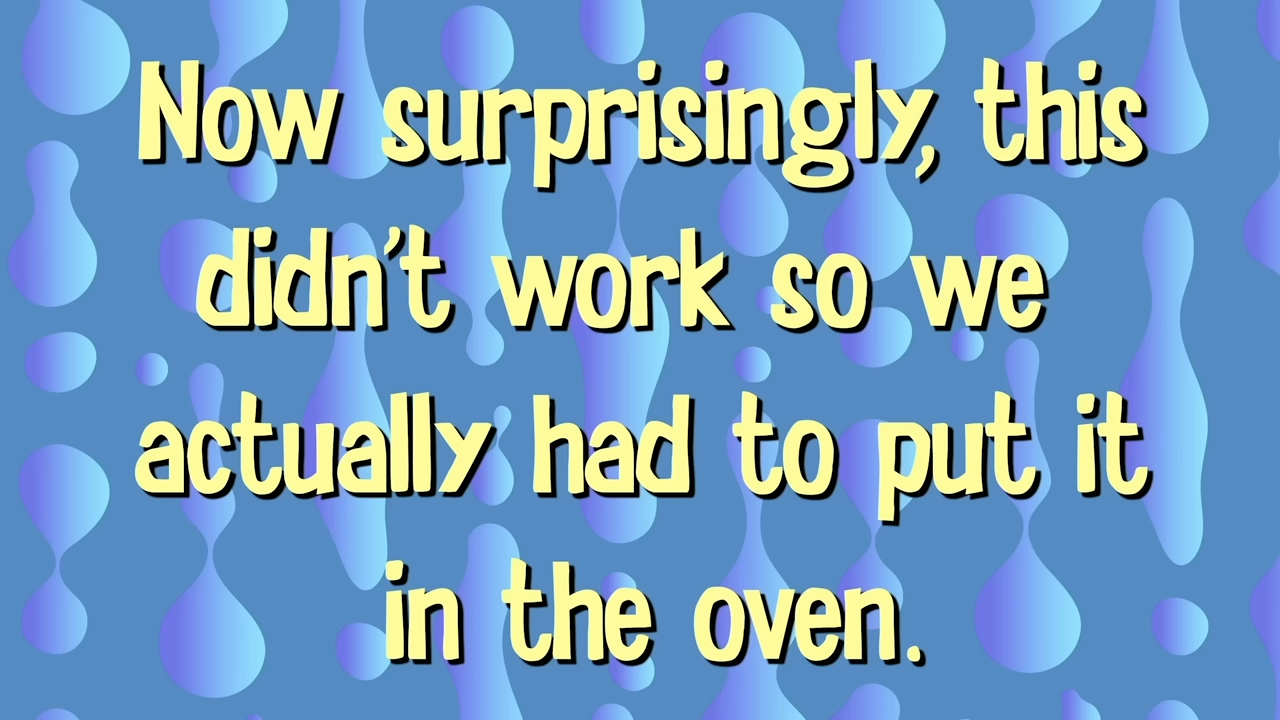 Now surprisingly, this
didn't work so we
actually had to put it
in the oven.